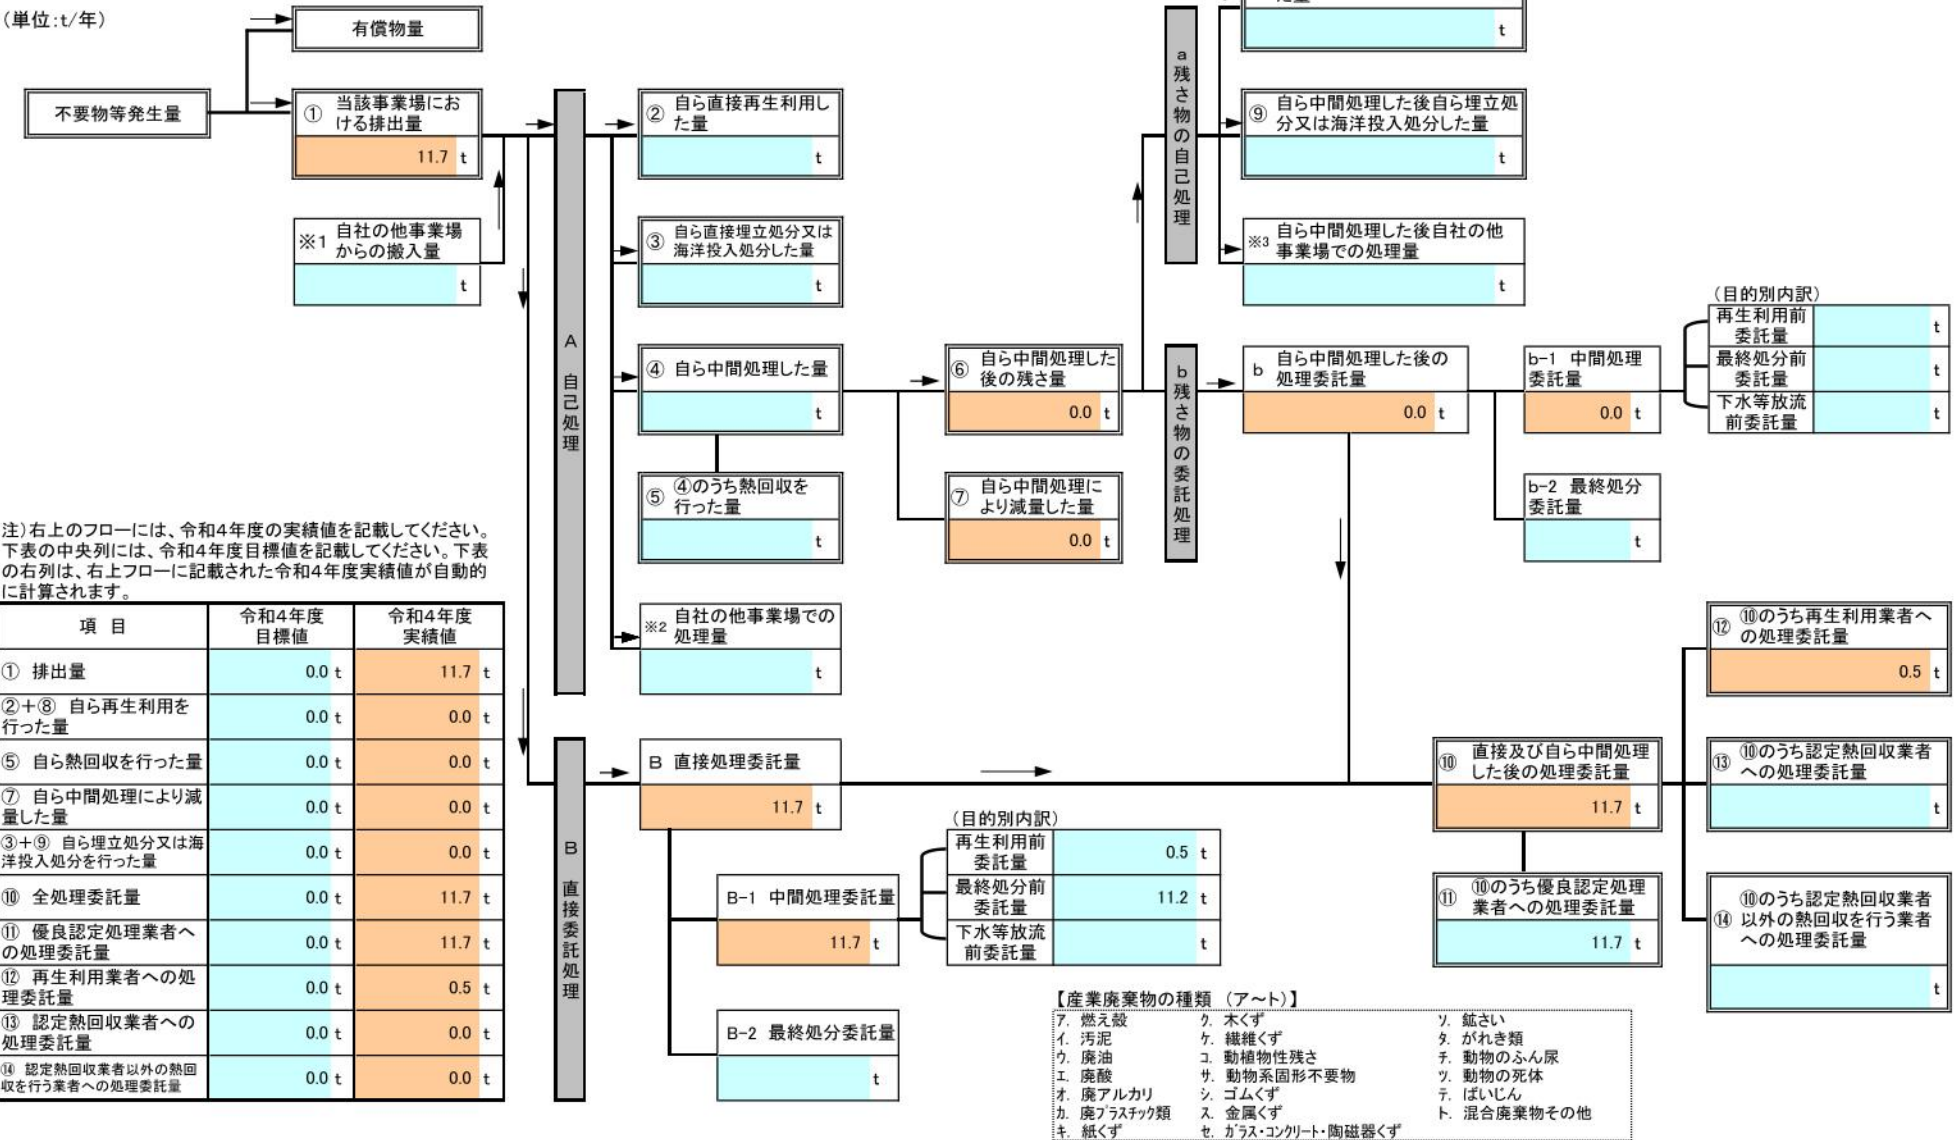 (単位:t/年)
有償物量
不要物等発生量
① 当該事業場にお
ける排出量
11.7 t
※1 自社の他事業場
からの搬入量
t
A 自己処理
② 自ら直接再生利用し
た量
t
③ 自ら直接埋立処分又は
海洋投入処分した量
t
④ 自ら中間処理した量
t
⑤ ④のうち熱回収を
行った量
t
※2 自社の他事業場での
処理量
t
⑥ 自ら中間処理した
後の残さ量
0.0 t
⑦ 自ら中間処理に
より減量した量
0.0 t
a残さ物の自己処理
t
⑨ 自ら中間処理した後自ら埋立処
分又は海洋投入処分した量
t
※3 自ら中間処理した後自社の他
事業場での処理量
t
b残さ物の委託処理
b 自ら中間処理した後の
処理委託量
0.0 t
b-1 中間処理
委託量
0.0 t
b-2 最終処分
委託量
t
(目的別内訳)
再生利用前
委託量
t
最終処分前
委託量
t
下水等放流
前委託量
t
注)右上のフローには、令和4年度の実績値を記載してください。
下表の中央列には、令和4年度目標値を記載してください。下表
の右列は、右上フローに記載された令和4年度実績値が自動的
に計算されます。
項 目 令和4年度 令和4年度
目標値 実績値
① 排出量 0.0 t 11.7 t
②+⑧ 自ら再生利用を
行った量 0.0 t 0.0 t
⑤ 自ら熱回収を行った量 0.0 t 0.0 t
⑦ 自ら中間処理により減
量した量 0.0 t 0.0 t
③+⑨ 自ら埋立処分又は海
洋投入処分を行った量 0.0 t 0.0 t
⑩ 全処理委託量 0.0 t 11.7 t
⑪ 優良認定処理業者へ
の処理委託量 0.0 t 11.7 t
⑫ 再生利用業者への処
理委託量 0.0 t 0.5 t
⑬ 認定熱回収業者への
処理委託量 0.0 t 0.0 t
⑭ 認定熱回収業者以外の熱回
収を行う業者への処理委託量 0.0 t 0.0 t
B 直接委託処理
B 直接処理委託量
11.7 t
B-1 中間処理委託量
11.7 t
B-2 最終処分委託量
t
(目的別内訳)
再生利用前
委託量
0.5 t
最終処分前
委託量
11.2 t
下水等放流
前委託量
t
⑩ 直接及び自ら中間処理
した後の処理委託量
11.7 t
⑪ ⑩のうち優良認定処理
業者への処理委託量
11.7 t
⑫ ⑩のうち再生利用業者へ
の処理委託量
0.5 t
⑬ ⑩のうち認定熱回収業者
への処理委託量
t
⑭ ⑩のうち認定熱回収業者
以外の熱回収を行う業者
への処理委託量
t
【産業廃棄物の種類 (ア~ト)】
ア. 燃え殻 ク. 木くず ソ. 鉱さい
イ. 汚泥 ケ. 繊維くず タ. がれき類
ウ. 廃油 コ. 動植物性残さ チ. 動物のふん尿
エ. 廃酸 サ. 動物系固形不要物 ツ. 動物の死体
オ. 廃アルカリ シ. ゴムくず テ. ばいじん
カ. 廃プラスチック類 ス. 金属くず ト. 混合廃棄物その他
キ. 紙くず セ. ガラス・コンクリート・陶磁器くず